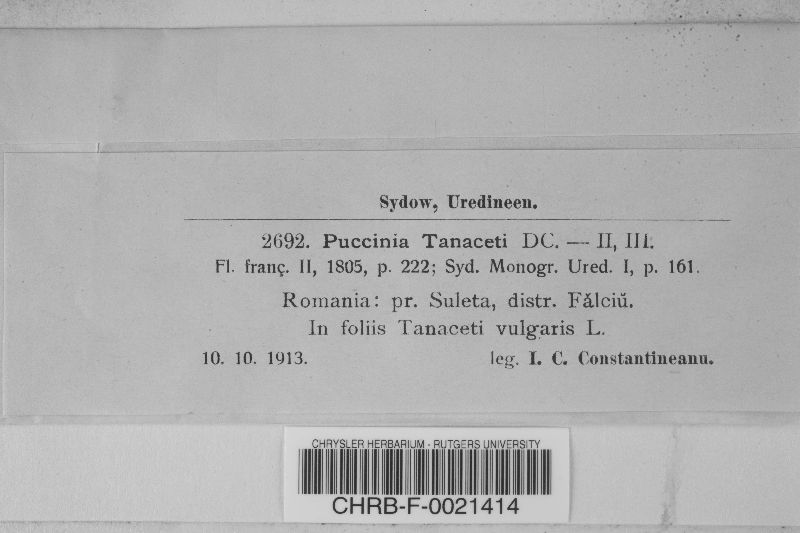 Sydow, Uredineen.
2692. Puccinia Tanaceti DC. — II, III.
Fl. franç. II, 1805, p. 222; Syd. Monogr. Ured. I, p. 161.
Romania: pr. Suleta, distr. Fălciŭ.
In foliis Tanaceti vulgaris L.
10. 10. 1913. leg. I. C. Constantineanu.
CHRYSLER HERBARIUM - RUTGERS UNIVERSITY
CHRB-F-0021414